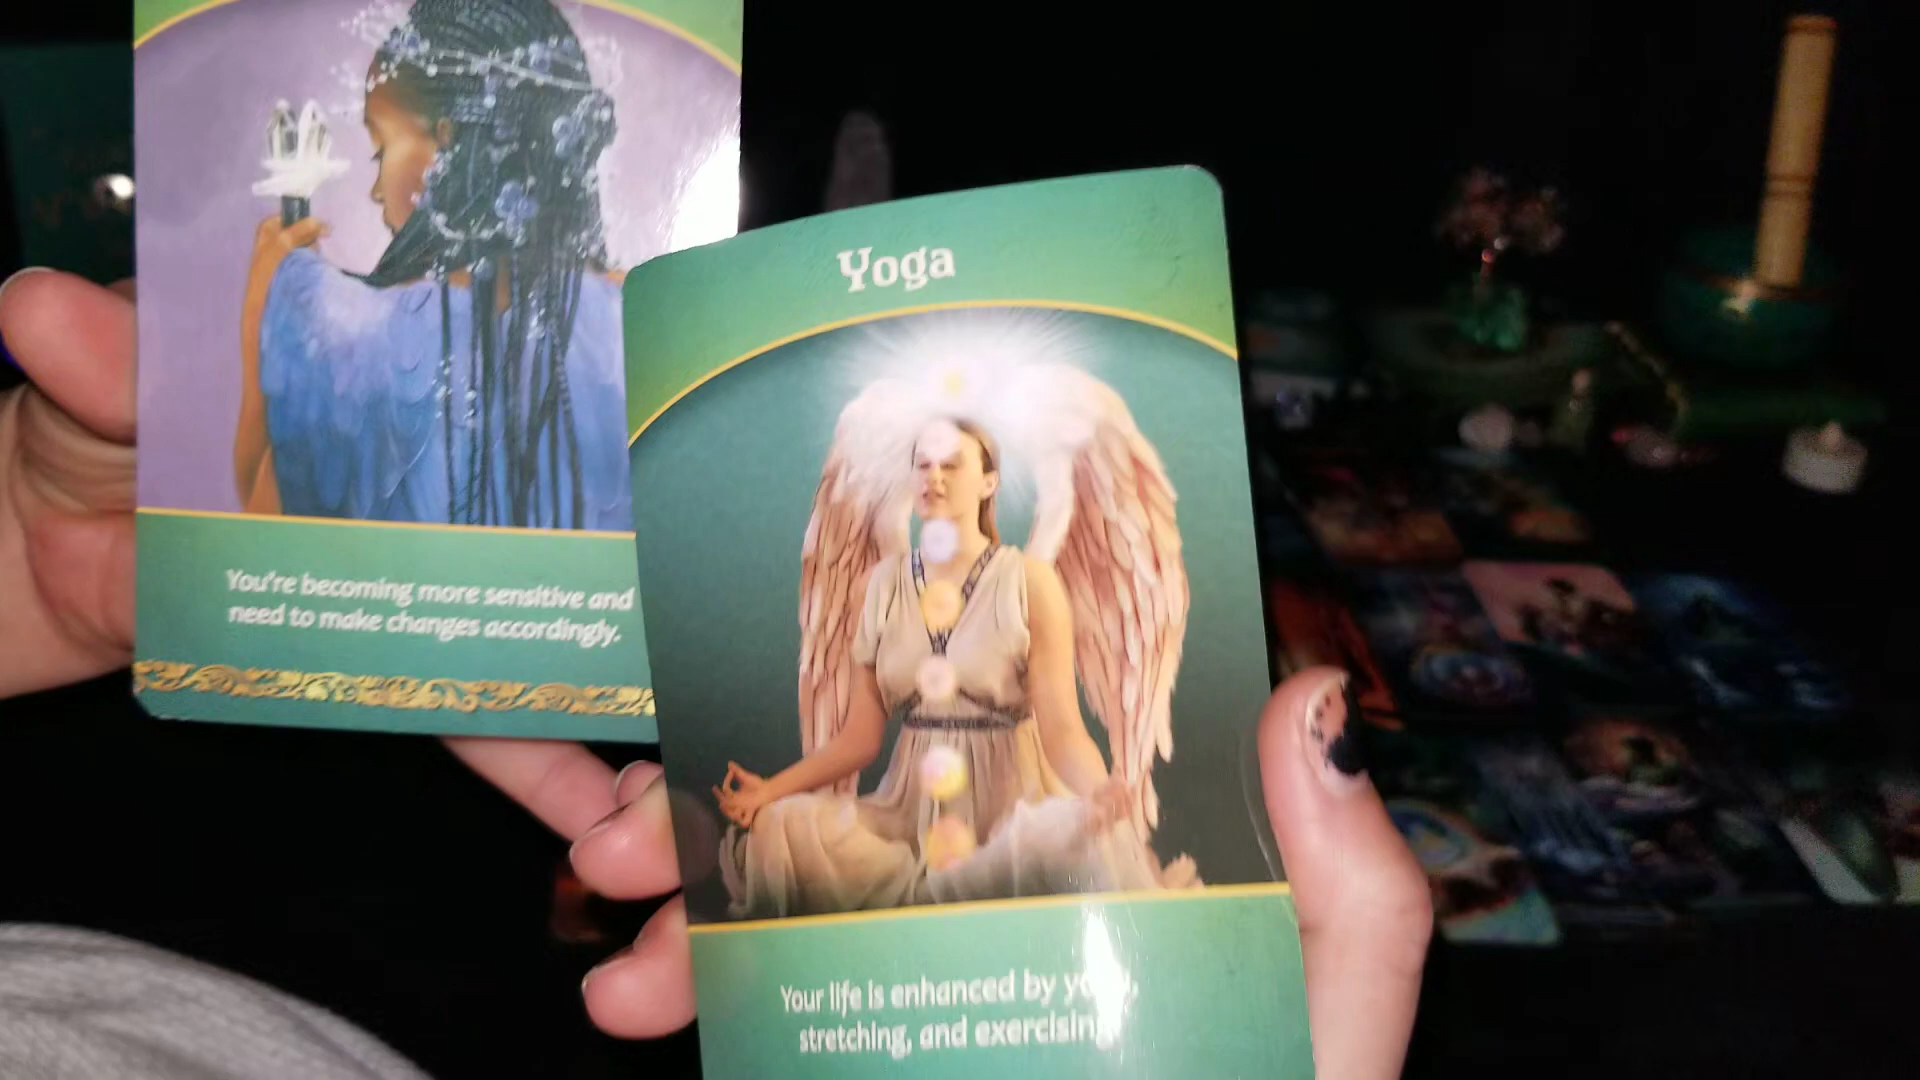 You're becoming more sensitive and
need to make changes accordingly.
Yoga
Your life is enhanced by
stretching, and exercising